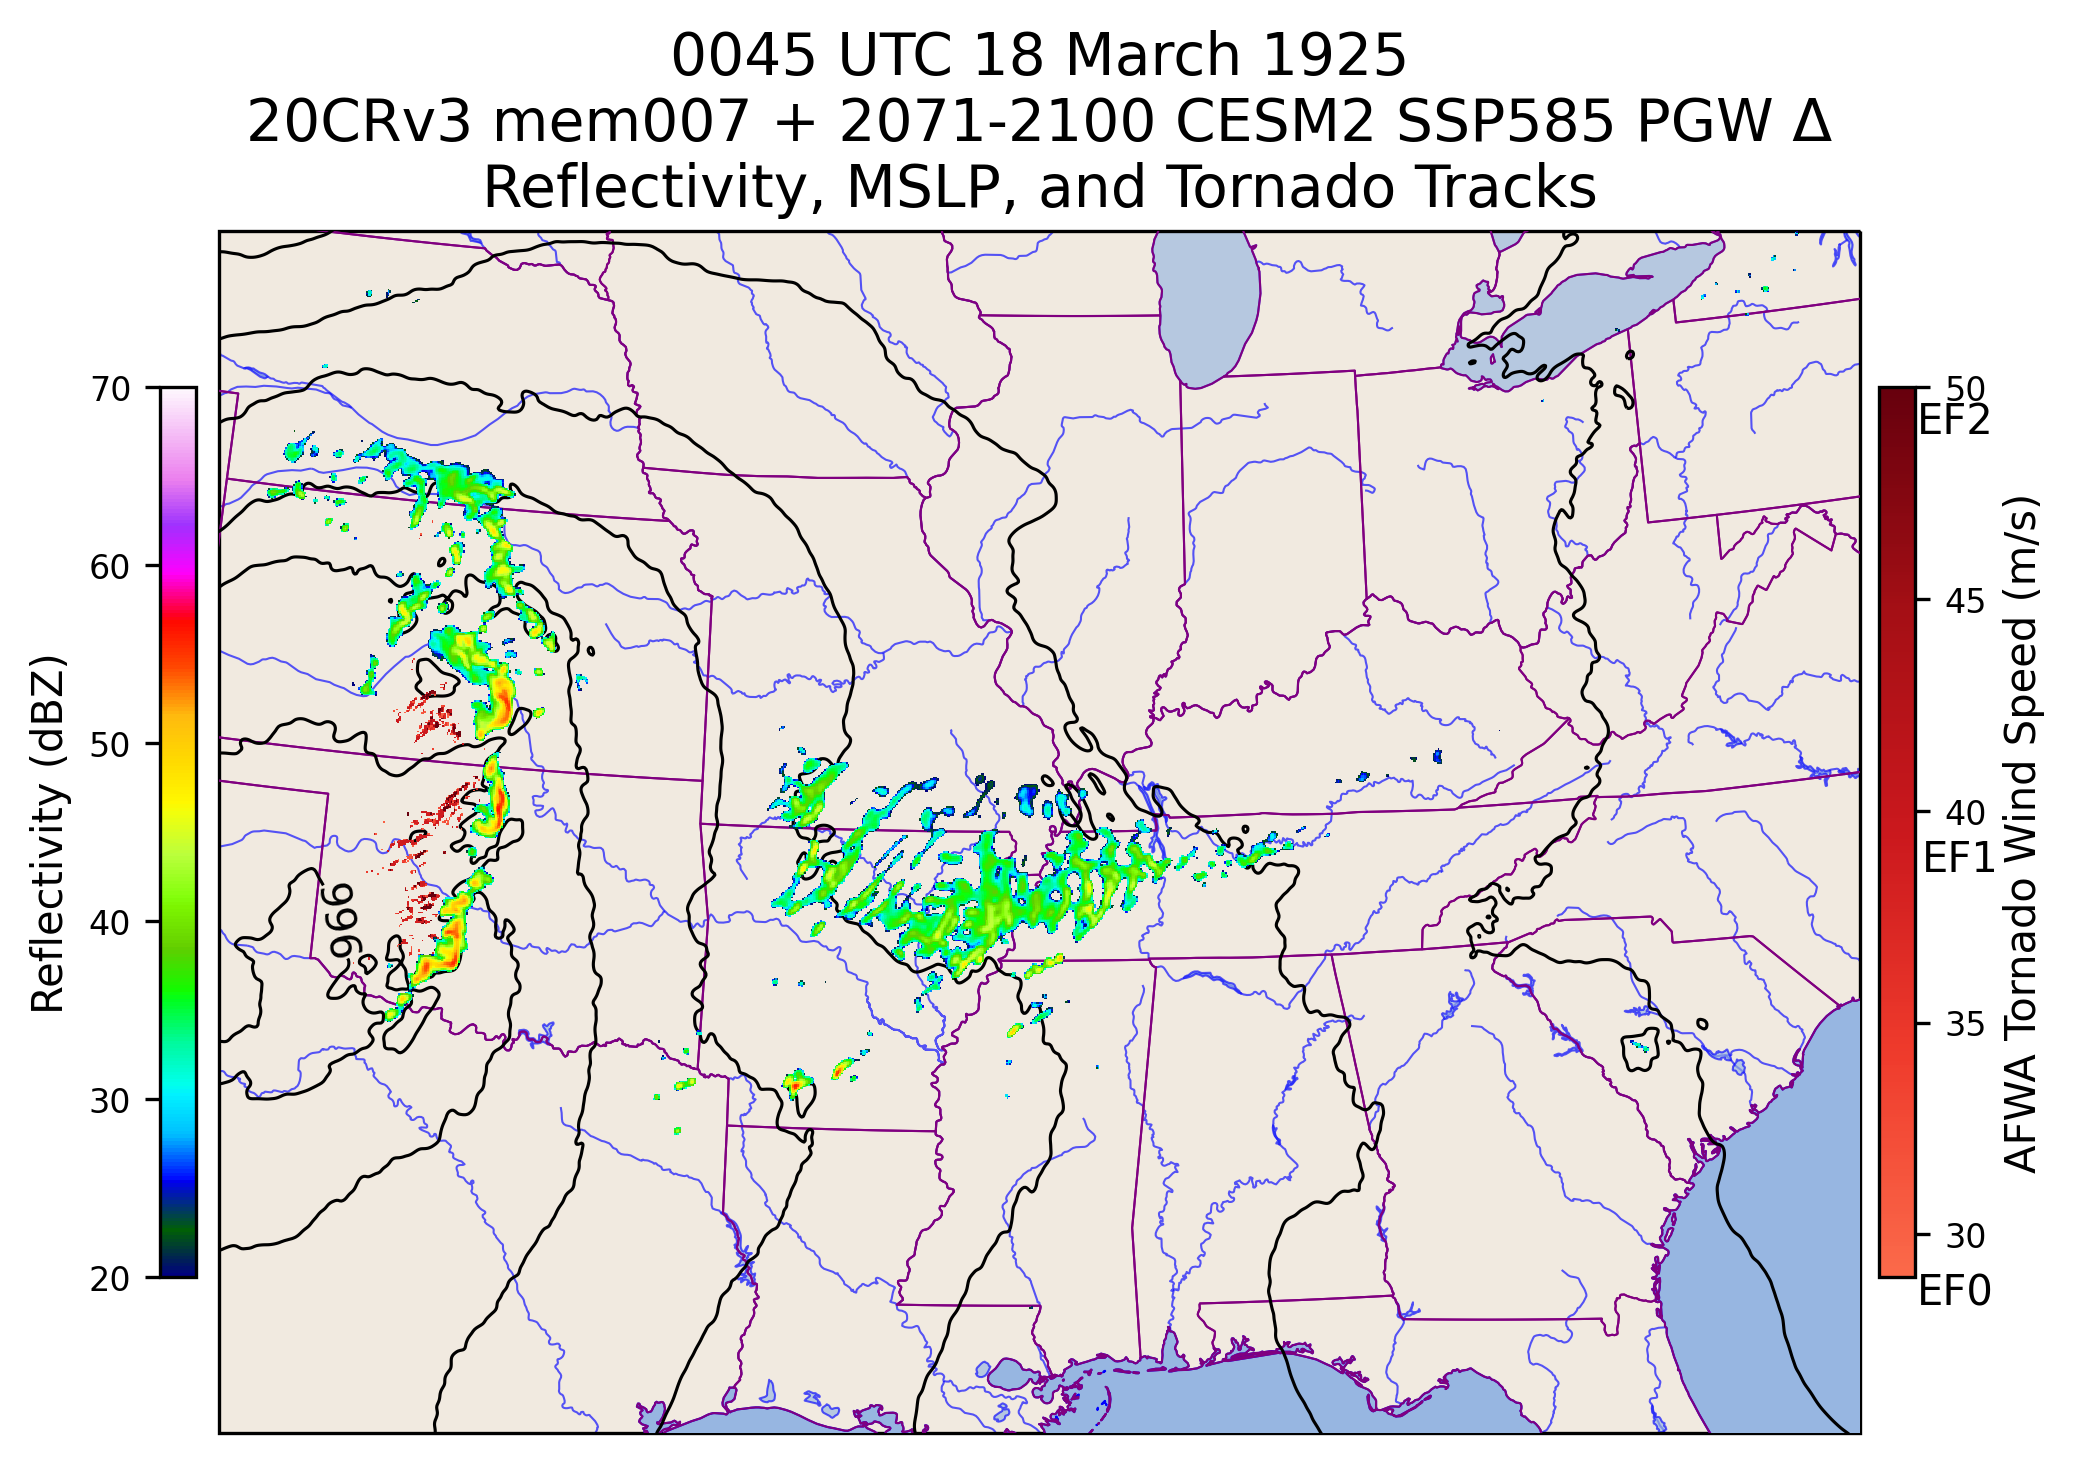 0045 UTC 18 March 1925
20CRv3 mem007 + 2071-2100 CESM2 SSP585 PGW Δ
Reflectivity, MSLP, and Tornado Tracks
70
60
50
40
30
20
Reflectivity (dBZ)
996
50
EF2
45
40
EF1
35
30
EF0
AFWA Tornado Wind Speed (m/s)